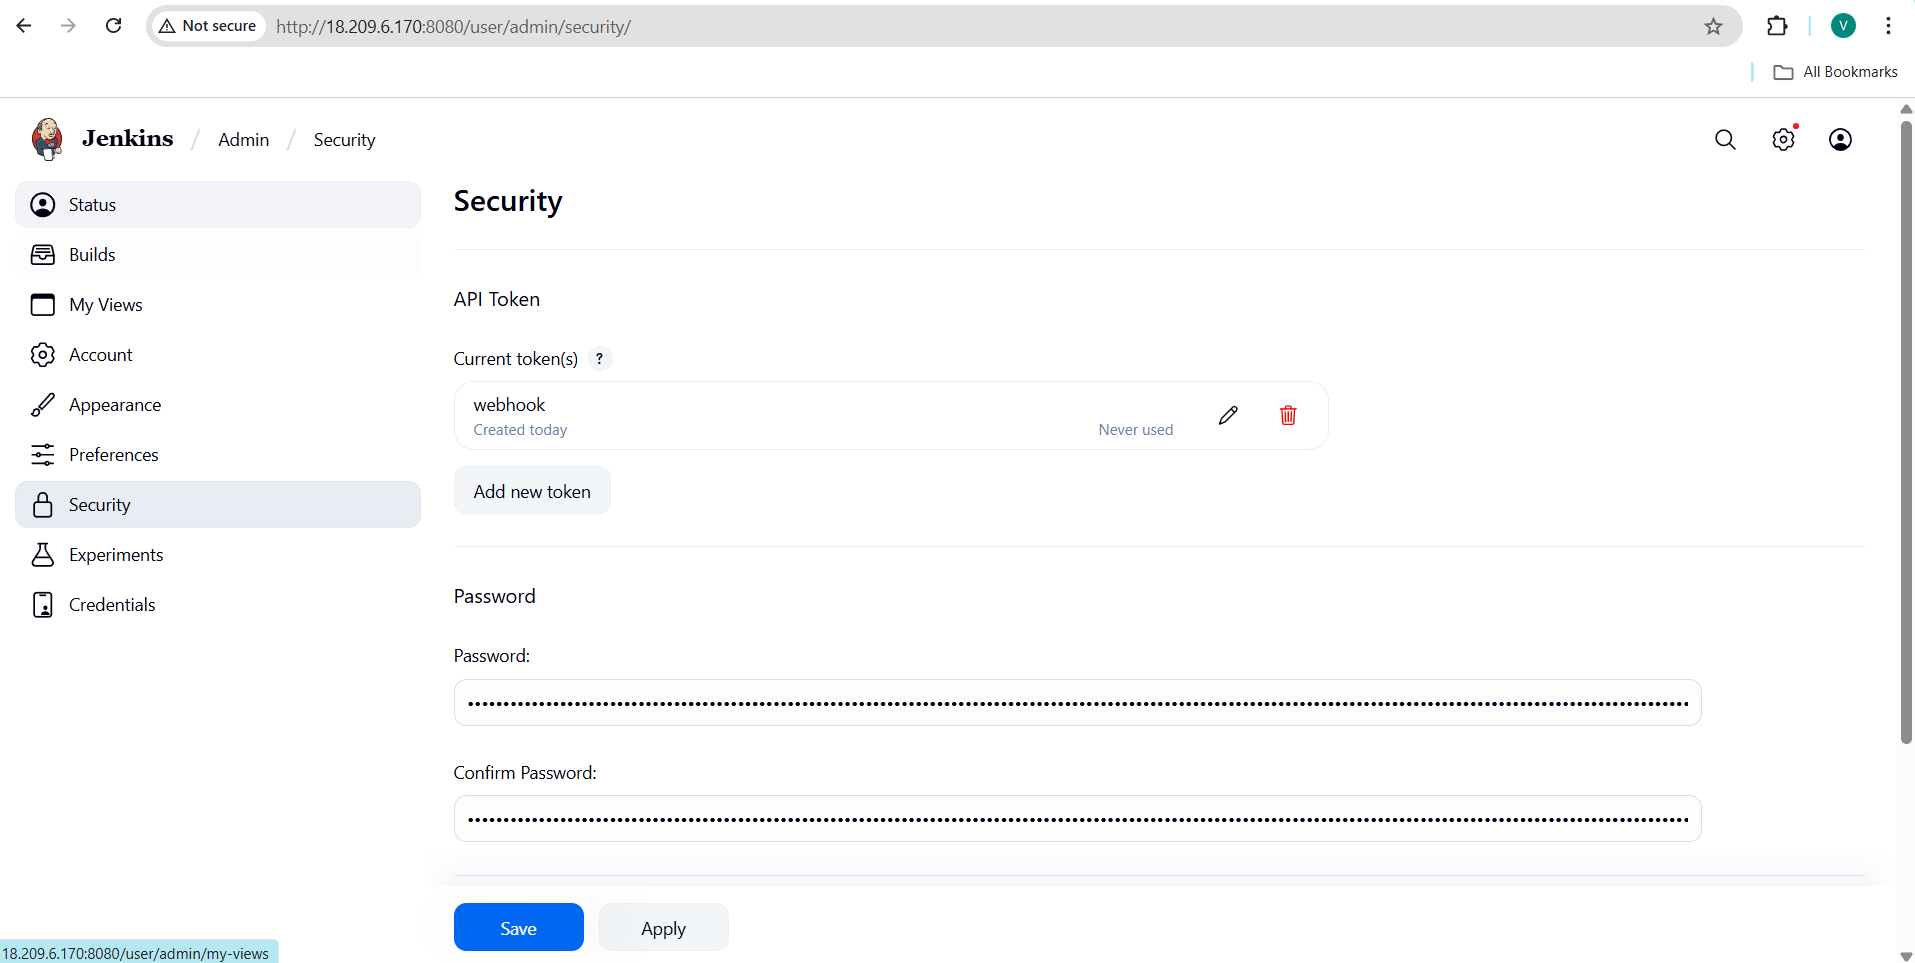 Not secure http://18.209.6.170:8080/user/admin/security/
V
All Bookmarks
Jenkins / Admin / Security
Status
Builds
My Views
Account
Appearance
Preferences
Security
Experiments
Credentials
Security
API Token
Current token(s) ?
webhook
Created today Never used
Add new token
Password
Password:
••••••••••••••••••••••••••••••••••••••••••••••••••••••••••••••••••••••••••••••••
Confirm Password:
••••••••••••••••••••••••••••••••••••••••••••••••••••••••••••••••••••••••••••••••
Save Apply
18.209.6.170:8080/user/admin/my-views